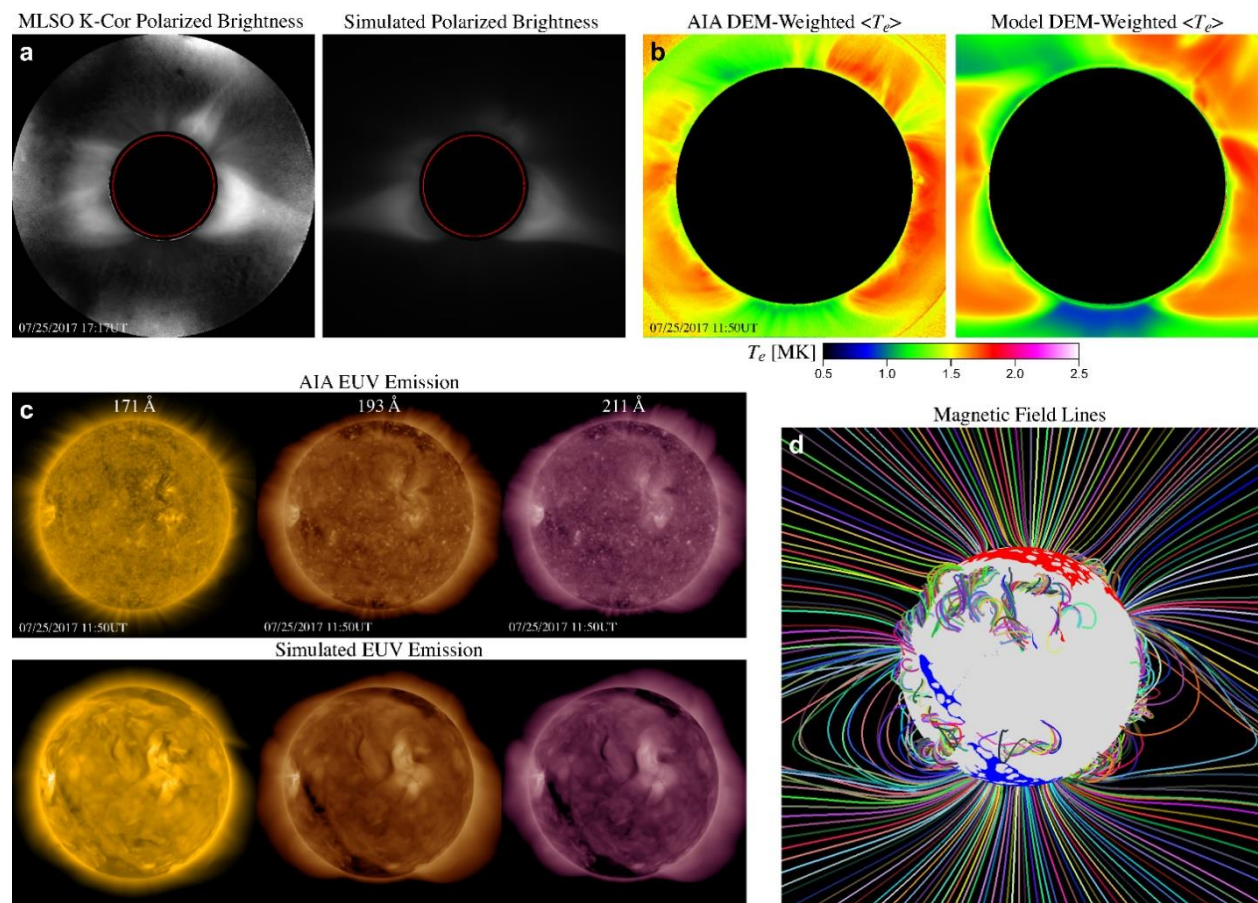 MLSO K-Cor Polarized Brightness
Simulated Polarized Brightness
AIA DEM-Weighted <T_e>
Model DEM-Weighted <T_e>
a
b
07/25/2017 17:17UT
07/25/2017 11:50UT
T_e [MK]
0.5 1.0 1.5 2.0 2.5
AIA EUV Emission
c
171 Å
193 Å
211 Å
07/25/2017 11:50UT
07/25/2017 11:50UT
07/25/2017 11:50UT
Simulated EUV Emission
Magnetic Field Lines
d